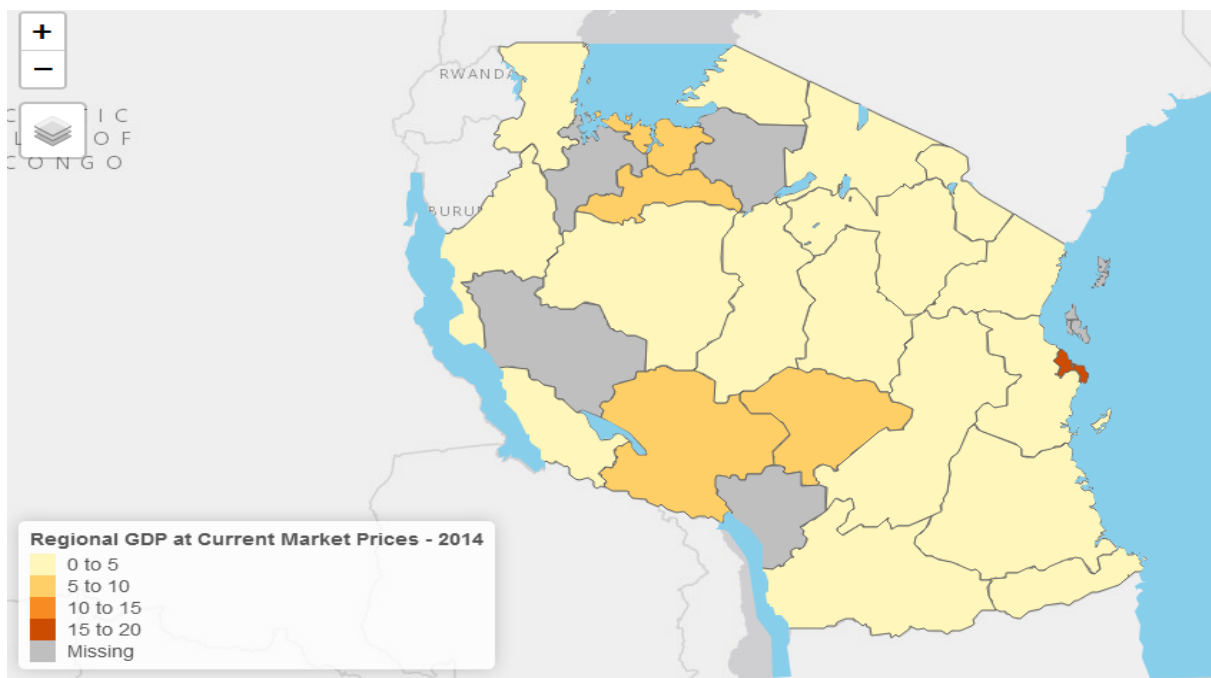 +
−
RWANDA
C
I C
L
O F
C O N G O
BURU
Regional GDP at Current Market Prices - 2014
0 to 5
5 to 10
10 to 15
15 to 20
Missing